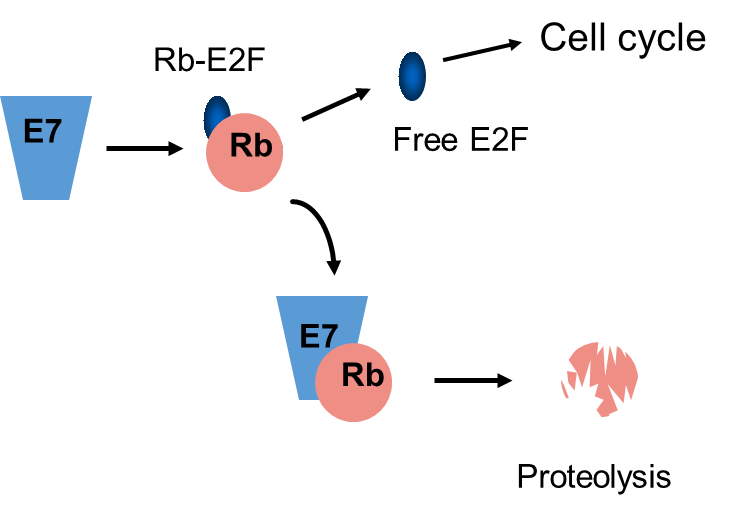 Cell cycle
Rb-E2F
E7
Rb
Free E2F
E7
Rb
Proteolysis